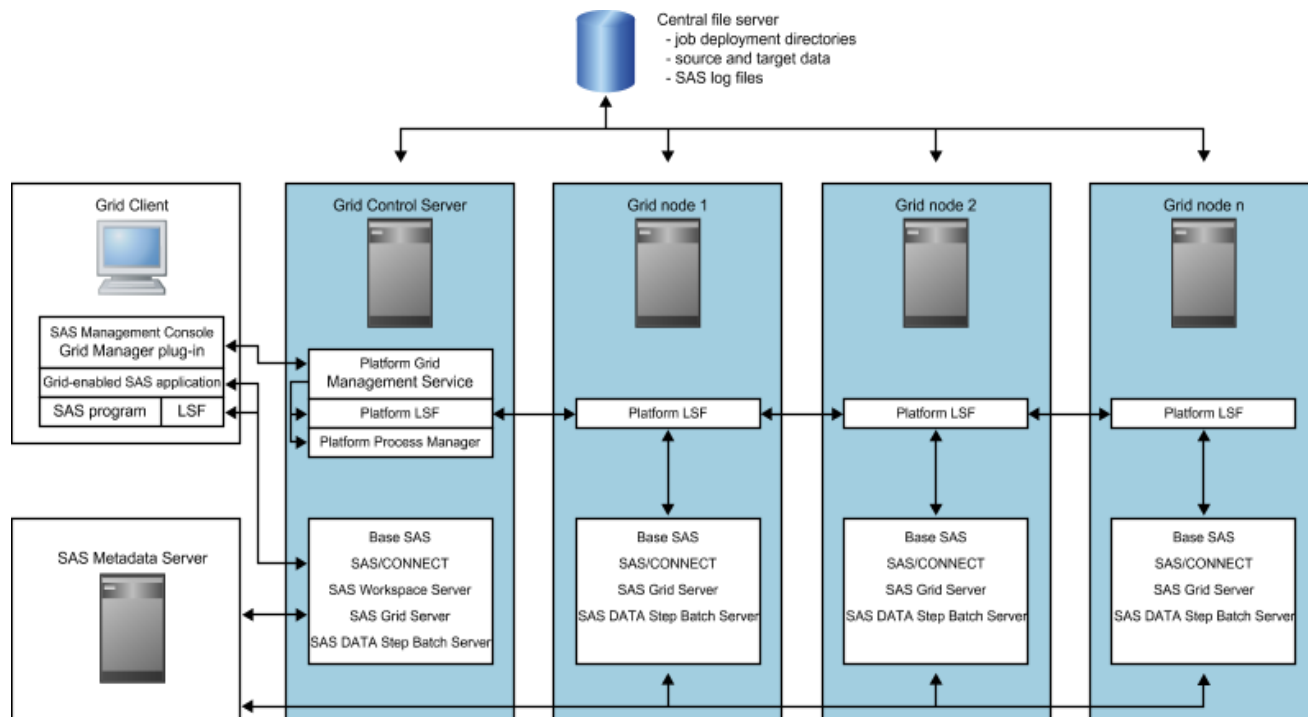 Central file server
- job deployment directories
- source and target data
- SAS log files
Grid Client
SAS Management Console
Grid Manager plug-in
Grid-enabled SAS application
SAS program
LSF
SAS Metadata Server
Grid Control Server
Platform Grid
Management Service
Platform LSF
Platform Process Manager
Base SAS
SAS/CONNECT
SAS Workspace Server
SAS Grid Server
SAS DATA Step Batch Server
Grid node 1
Platform LSF
Base SAS
SAS/CONNECT
SAS Grid Server
SAS DATA Step Batch Server
Grid node 2
Platform LSF
Base SAS
SAS/CONNECT
SAS Grid Server
SAS DATA Step Batch Server
Grid node n
Platform LSF
Base SAS
SAS/CONNECT
SAS Grid Server
SAS DATA Step Batch Server